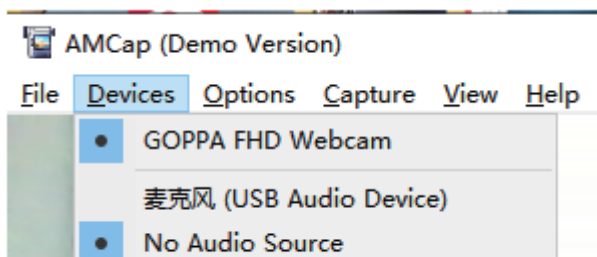 AMCap (Demo Version)
File Devices Options Capture View Help
GOPPA FHD Webcam
麦克风 (USB Audio Device)
No Audio Source